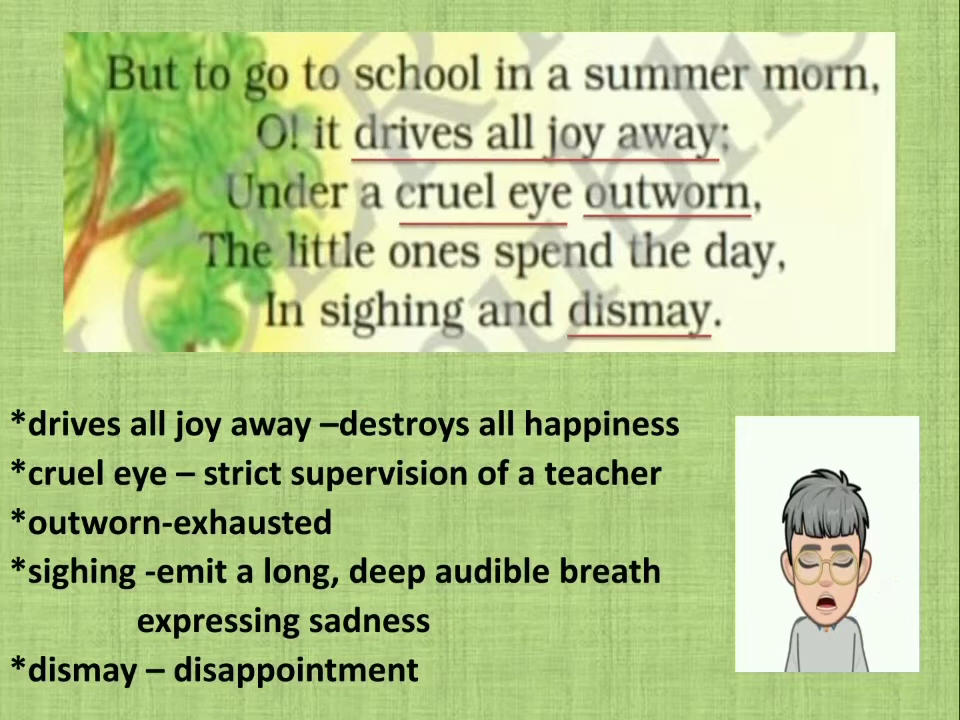 But to go to school in a summer morn,
O! it drives all joy away;
Under a cruel eye outworn,
The little ones spend the day,
In sighing and dismay.
*drives all joy away –destroys all happiness
*cruel eye – strict supervision of a teacher
*outworn-exhausted
*sighing -emit a long, deep audible breath
expressing sadness
*dismay – disappointment